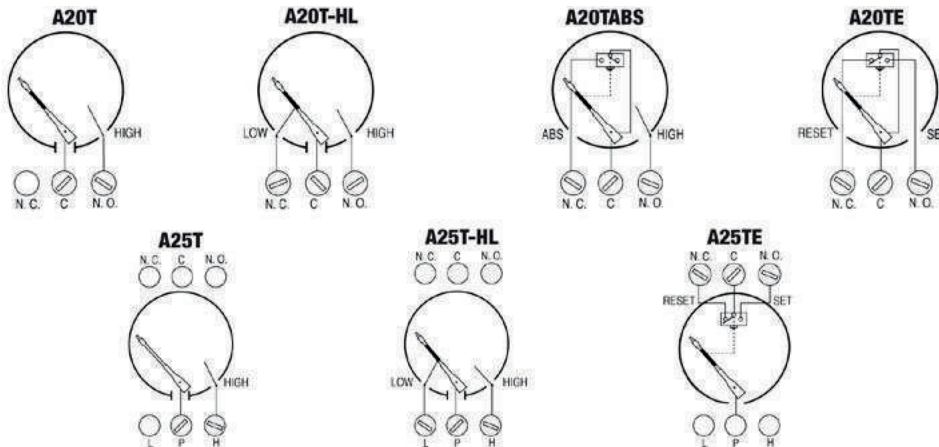 A20T A20T-HL A20TABS A20TE
HIGH LOW HIGH ABS HIGH RESET SE
N. C. C N. O. N. C. C N. O. N. C. C N. O. N. C. C N. O.
A25T A25T-HL A25TE
N. C. C N. O. N. C. C N. O. N. C. C N. O.
RESET SET
HIGH LOW HIGH
L P H L P H L P H